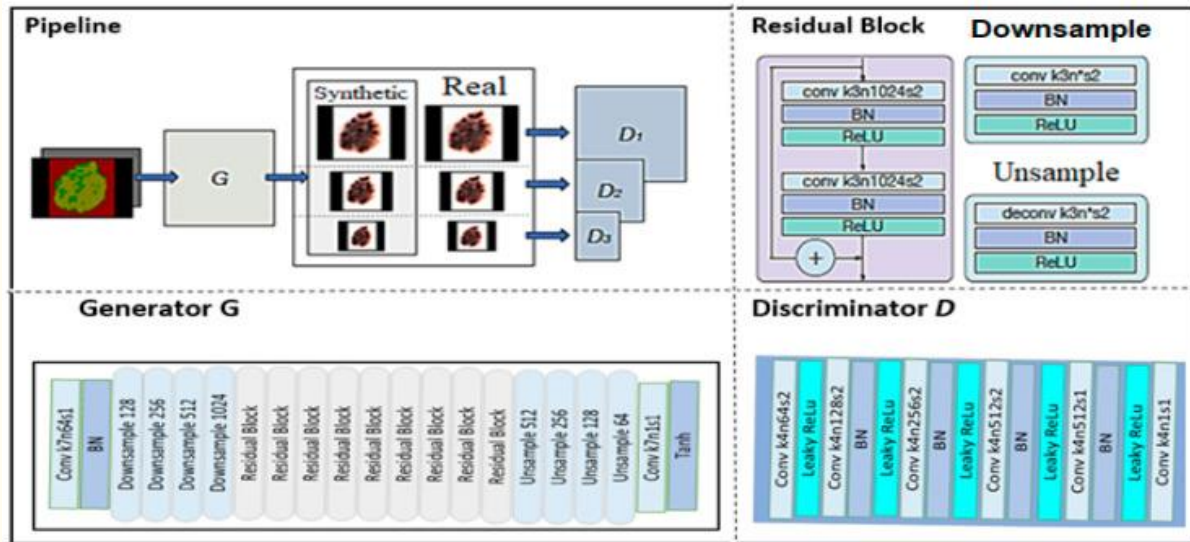 Pipeline
Synthetic
Real
G
D1
D2
D3
Residual Block
conv k3n1024s2
BN
ReLU
conv k3n1024s2
BN
ReLU
+
Downsample
conv k3n*s2
BN
ReLU
Unsample
deconv k3n*s2
BN
ReLU
Generator G
Conv k7n64s1
BN
Downsample 128
Downsample 256
Downsample 512
Downsample 1024
Residual Block
Residual Block
Residual Block
Residual Block
Residual Block
Residual Block
Residual Block
Residual Block
Residual Block
Unsample 512
Unsample 256
Unsample 128
Unsample 64
Conv k7n1s1
Tanh
Discriminator D
Conv k4n64s2
Leaky ReLu
Conv k4n128s2
BN
Leaky ReLu
Conv k4n256s2
BN
Leaky ReLu
Conv k4n512s2
BN
Leaky ReLu
Conv k4n512s1
BN
Leaky ReLu
Conv k4n1s1